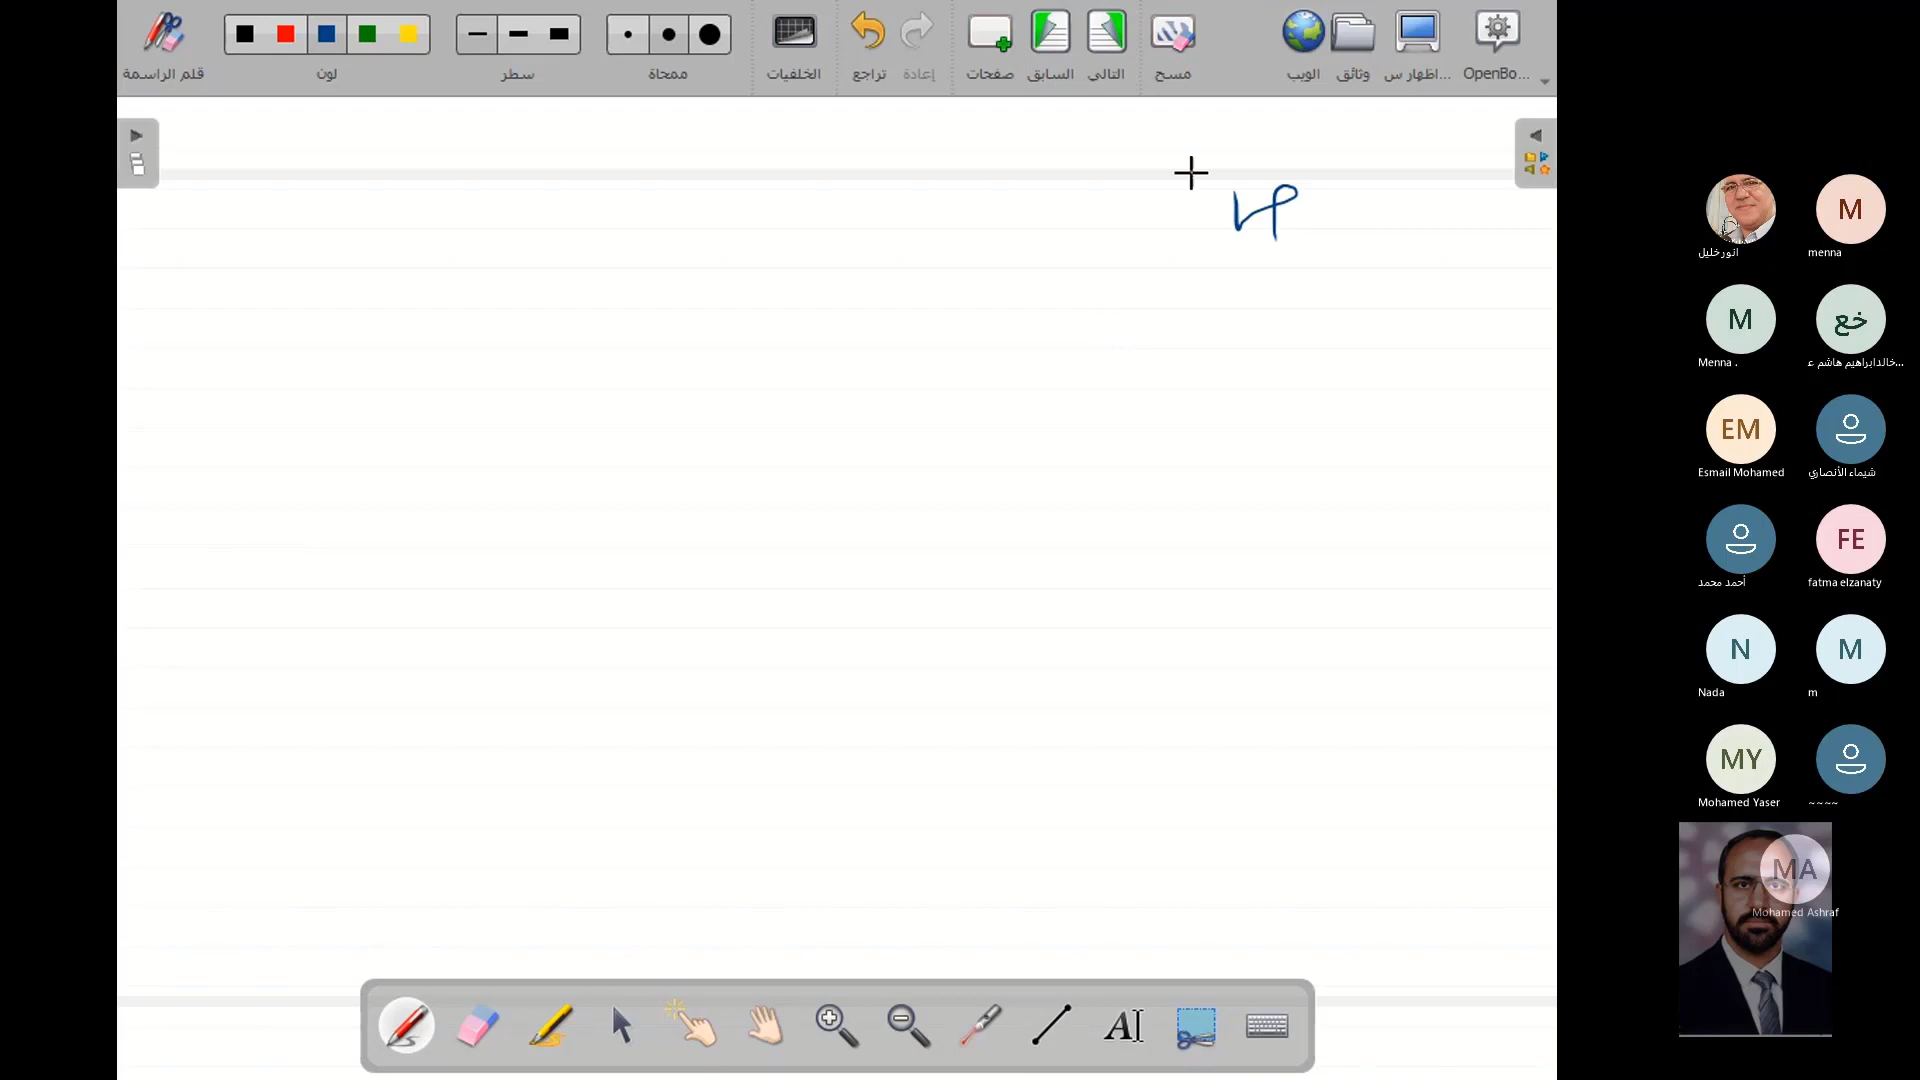 قلم الراسمة
لون
سطر
ممحاة
الخلفيات
تراجع
إعادة
صفحات
السابق
التالي
مسح
الويب
وثائق
اظهار س...
OpenBo...
انور خليل
M
menna
M
Menna .
خع
خالدابراهيم هاشم ع...
EM
Esmail Mohamed
شيماء الأنصاري
أحمد محمد
FE
fatma elzanaty
N
Nada
M
m
MY
Mohamed Yaser
~~~~
MA
Mohamed Ashraf
AI